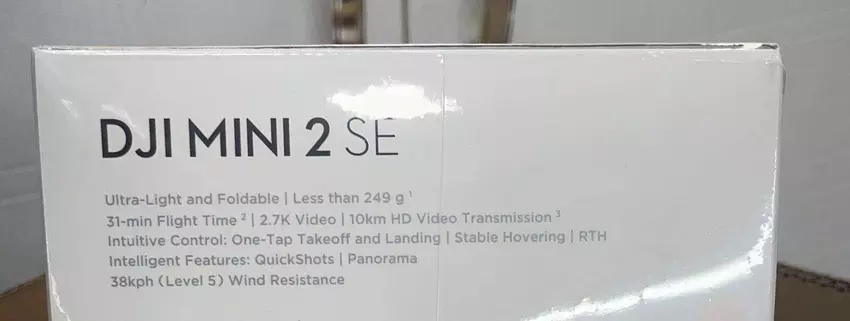 DJI MINI 2 SE
Ultra-Light and Foldable | Less than 249 g ¹
31-min Flight Time ² | 2.7K Video | 10km HD Video Transmission ³
Intuitive Control: One-Tap Takeoff and Landing | Stable Hovering | RTH
Intelligent Features: QuickShots | Panorama
38kph (Level 5) Wind Resistance